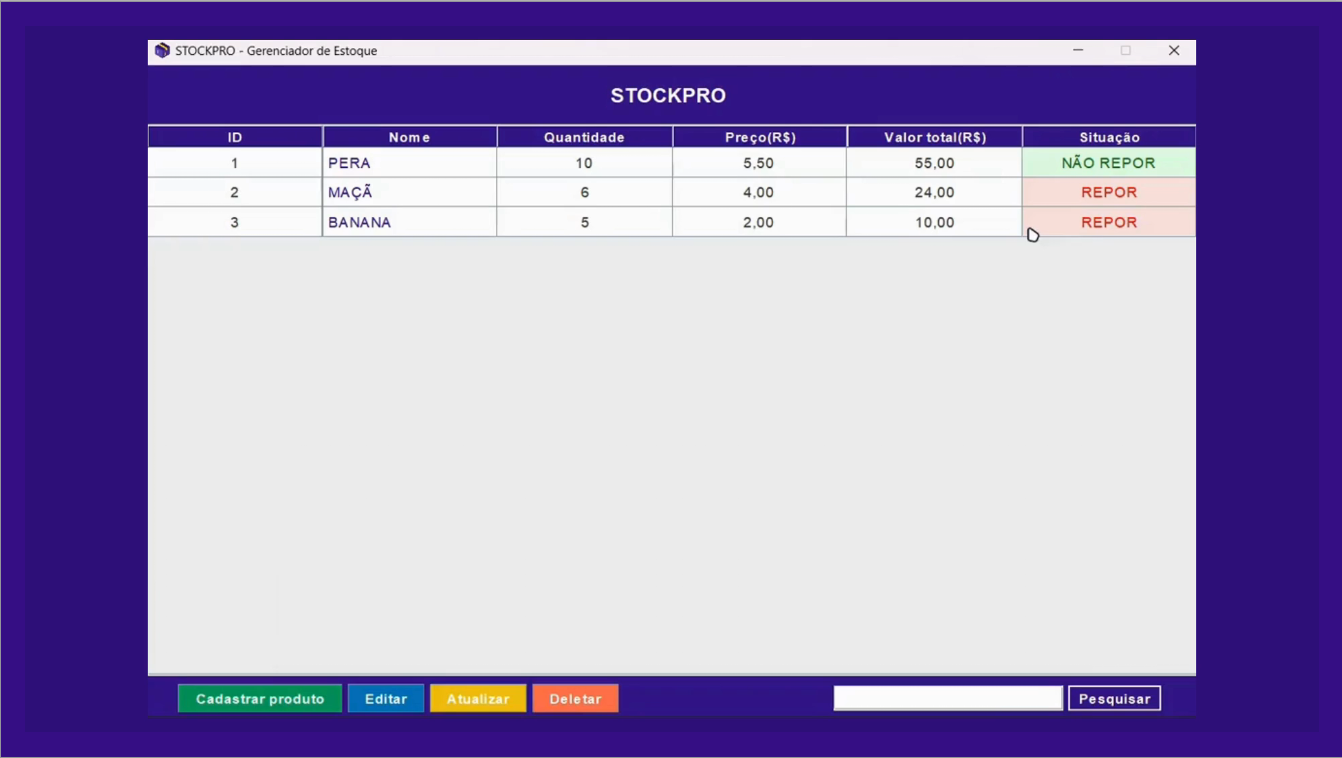 STOCKPRO - Gerenciador de Estoque
STOCKPRO
ID Nome Quantidade Preço(R$) Valor total(R$) Situação
1 PERA 10 5,50 55,00 NÃO REPOR
2 MAÇÃ 6 4,00 24,00 REPOR
3 BANANA 5 2,00 10,00 REPOR
Cadastrar produto Editar Atualizar Deletar Pesquisar